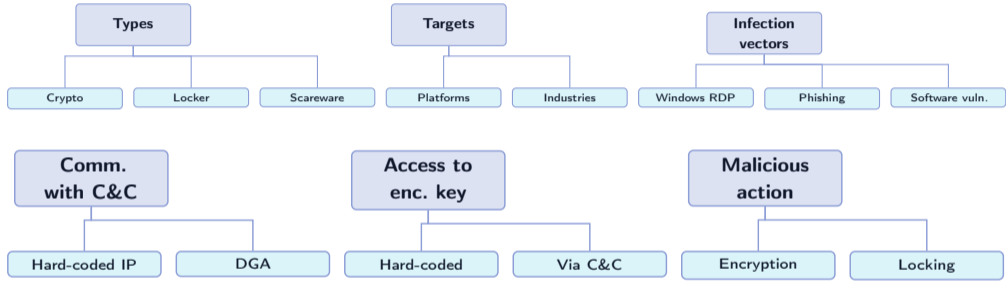 Types
Targets
Infection
vectors
Crypto
Locker
Scareware
Platforms
Industries
Windows RDP
Phishing
Software vuln.
Comm.
with C&C
Access to
enc. key
Malicious
action
Hard-coded IP
DGA
Hard-coded
Via C&C
Encryption
Locking